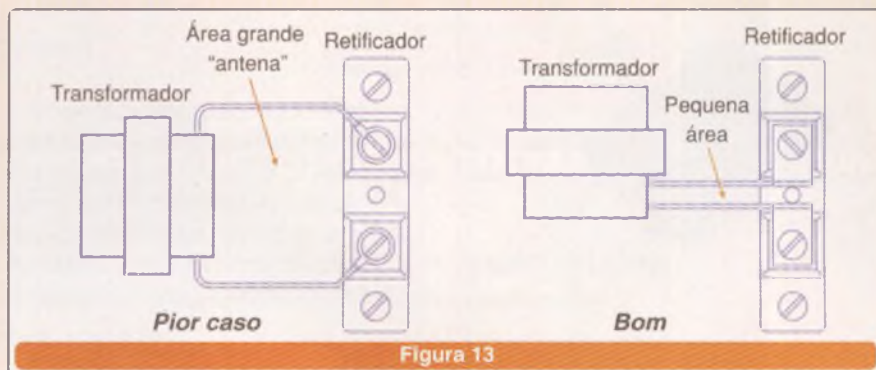 Área grande
"antena"
Retificador
Transformador
Pior caso
Retificador
Transformador
Pequena
área
Bom
Figura 13